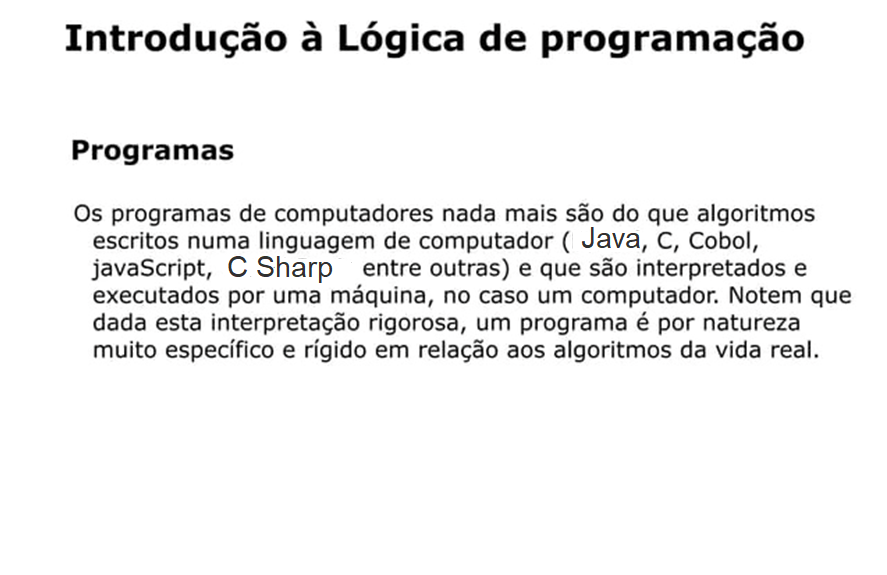 Introdução à Lógica de programação
Programas
Os programas de computadores nada mais são do que algoritmos
escritos numa linguagem de computador ( Java, C, Cobol,
javaScript, C Sharp entre outras) e que são interpretados e
executados por uma máquina, no caso um computador. Notem que
dada esta interpretação rigorosa, um programa é por natureza
muito específico e rígido em relação aos algoritmos da vida real.